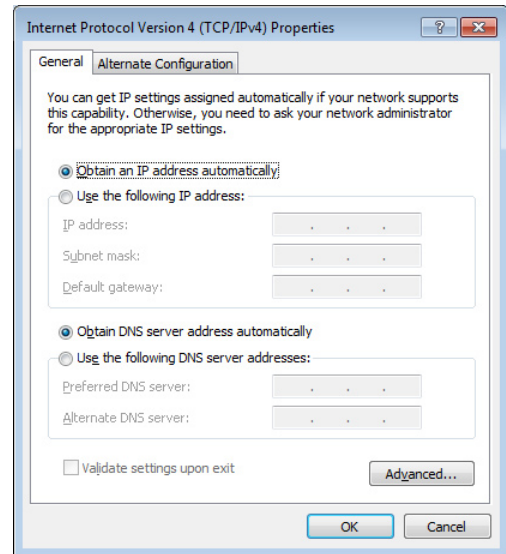 Internet Protocol Version 4 (TCP/IPv4) Properties
General
Alternate Configuration
You can get IP settings assigned automatically if your network supports
this capability. Otherwise, you need to ask your network administrator
for the appropriate IP settings.
Obtain an IP address automatically
Use the following IP address:
IP address:
Subnet mask:
Default gateway:
Obtain DNS server address automatically
Use the following DNS server addresses:
Preferred DNS server:
Alternate DNS server:
Validate settings upon exit
Advanced...
OK
Cancel